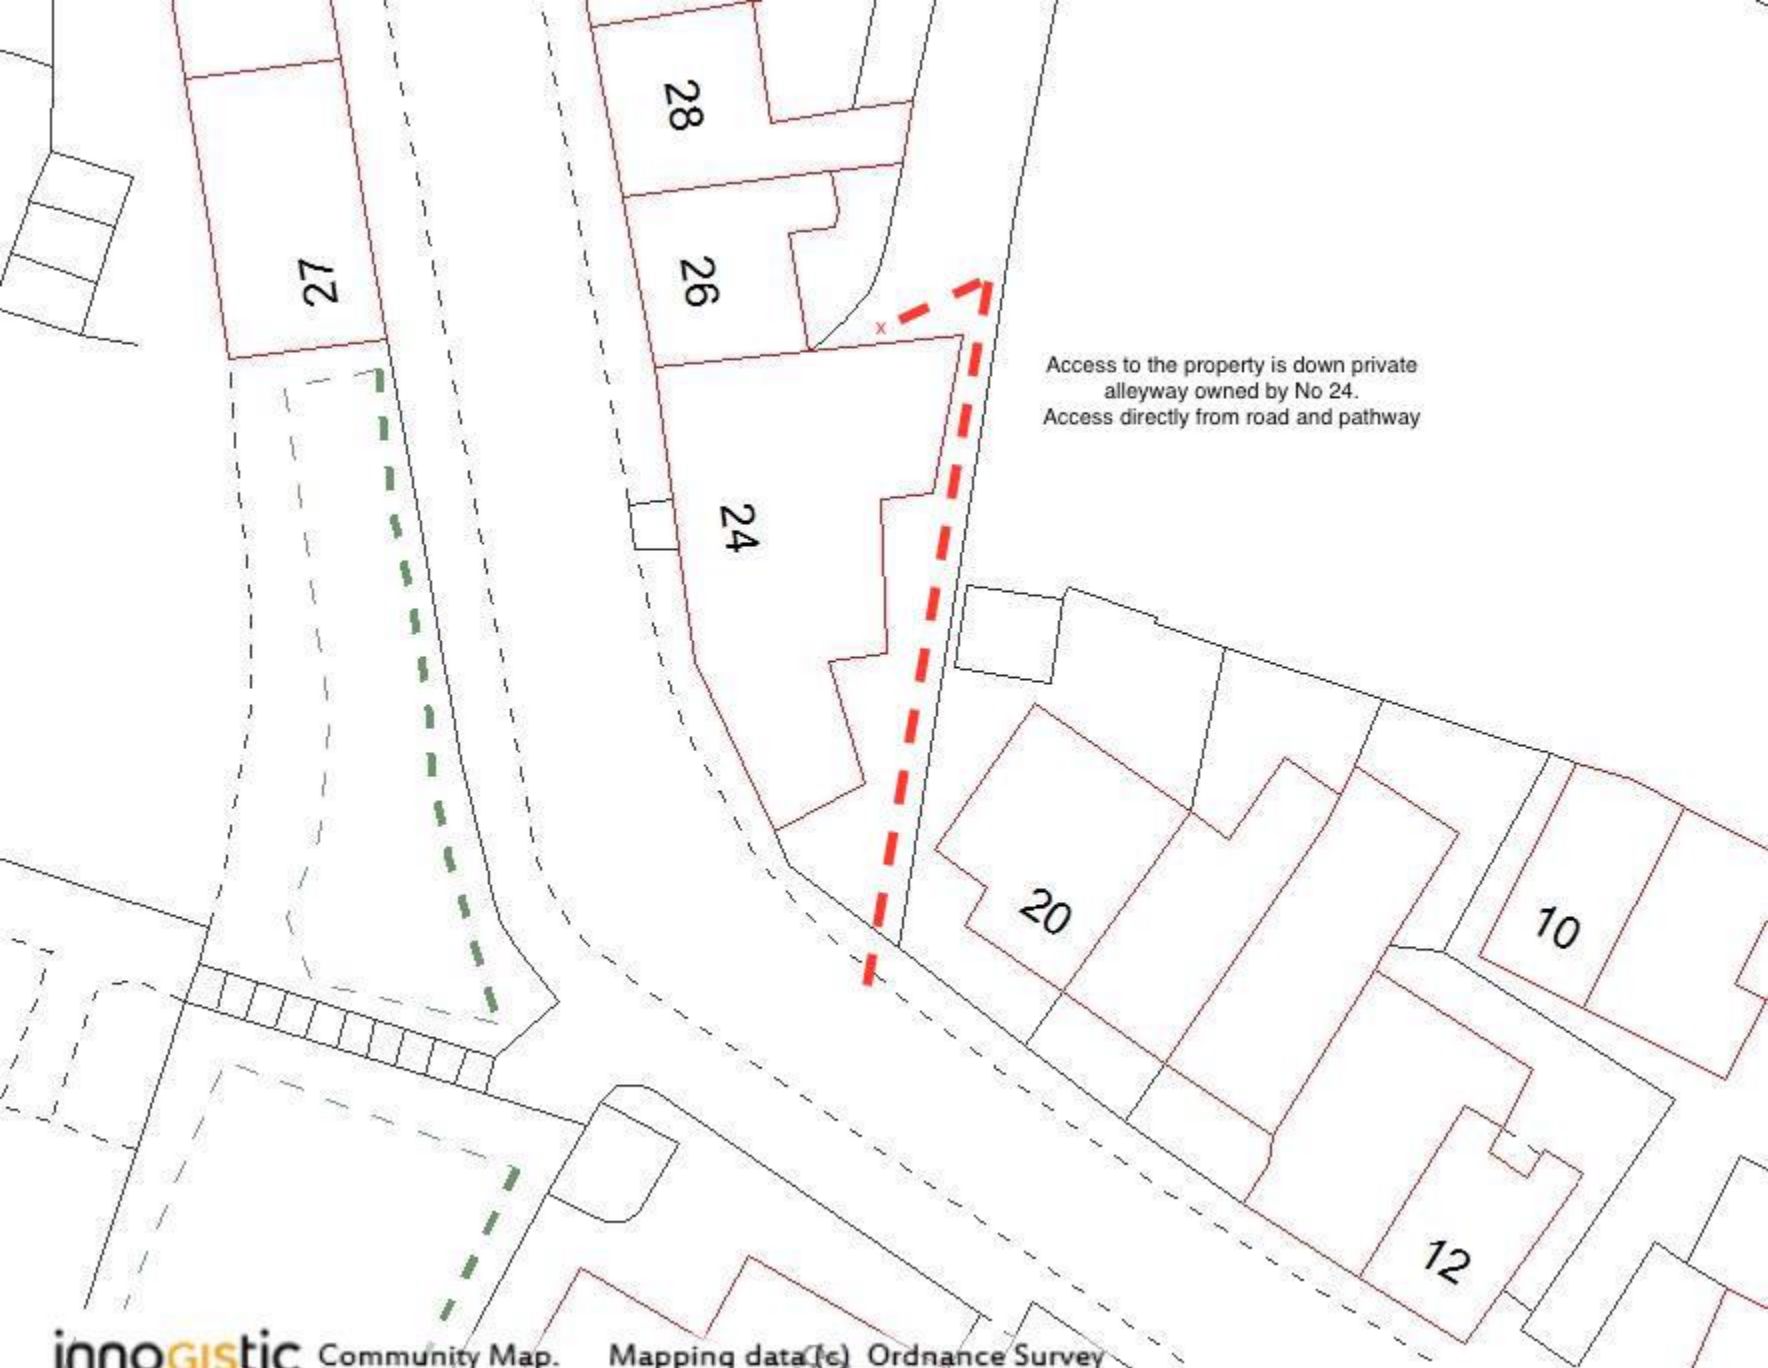 28
27
26
x
Access to the property is down private
alleyway owned by No 24.
Access directly from road and pathway
24
20
10
12
innogistic Community Map. Mapping data (c) Ordnance Survey